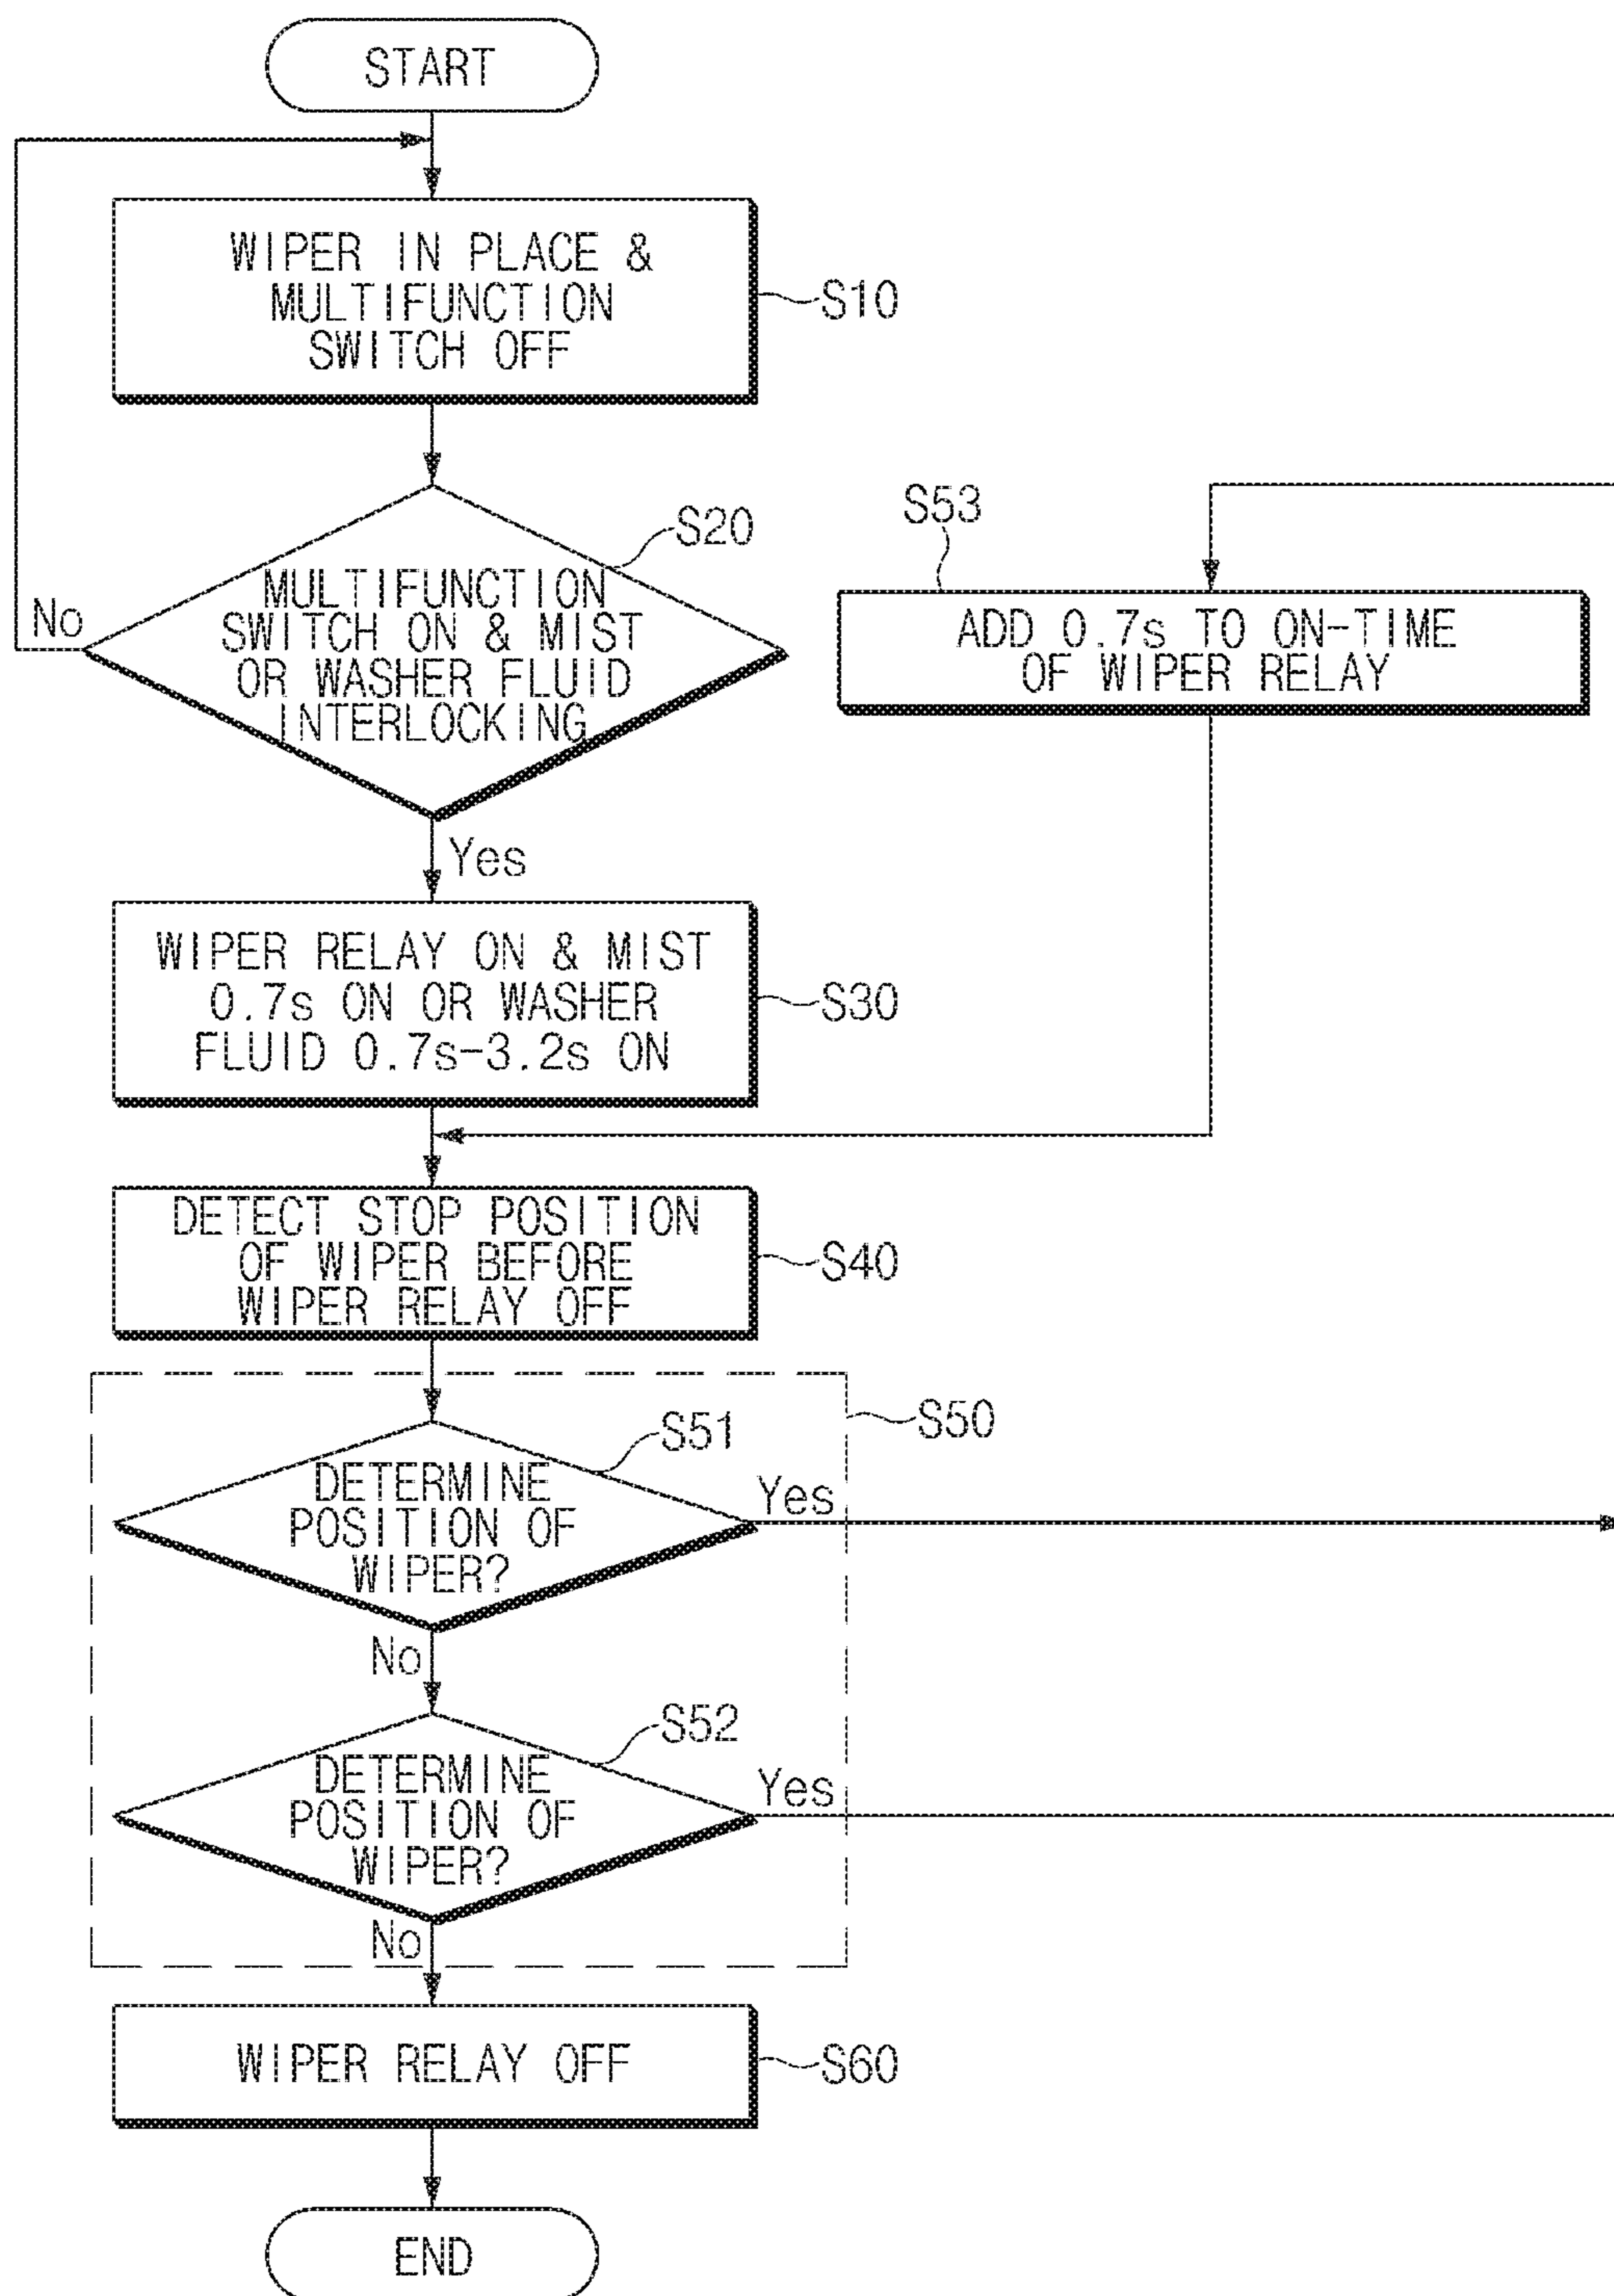 START
WIPER IN PLACE &
MULTIFUNCTION
SWITCH OFF
S10
S20
MULTIFUNCTION
SWITCH ON & MIST
OR WASHER FLUID
INTERLOCKING
No
Yes
S53
ADD 0.7s TO ON-TIME
OF WIPER RELAY
WIPER RELAY ON & MIST
0.7s ON OR WASHER
FLUID 0.7s-3.2s ON
S30
DETECT STOP POSITION
OF WIPER BEFORE
WIPER RELAY OFF
S40
S50
S51
DETERMINE
POSITION OF
WIPER?
Yes
No
S52
DETERMINE
POSITION OF
WIPER?
Yes
No
WIPER RELAY OFF
S60
END